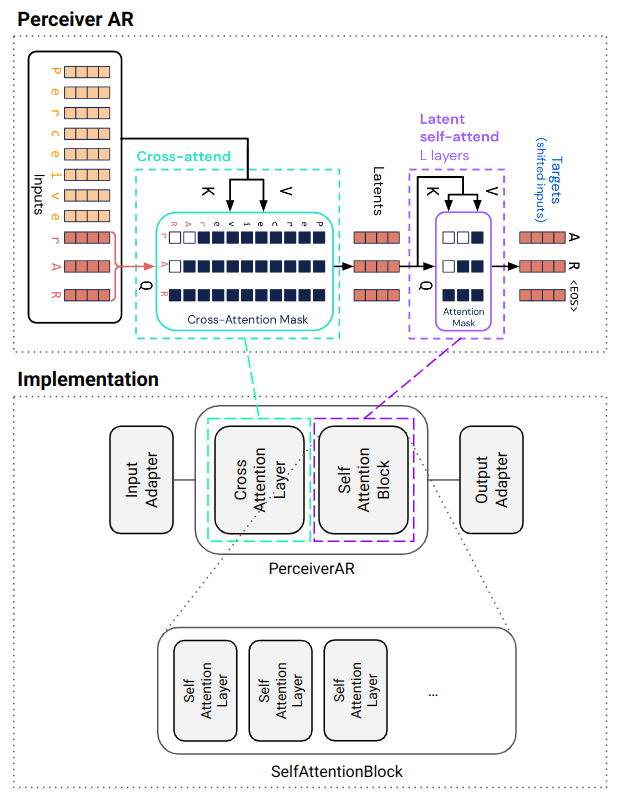 Perceiver AR
Inputs
P
e
r
c
e
i
v
e
r
A
R
Cross-attend
K
V
Q
R A r e v i e c r e P
r
A
R
Cross-Attention Mask
Latents
Latent
self-attend
L layers
K
V
Q
Attention
Mask
Targets
(shifted inputs)
A
R
<EOS>
Implementation
Input
Adapter
Cross
Attention
Layer
Self
Attention
Block
Output
Adapter
PerceiverAR
Self
Attention
Layer
Self
Attention
Layer
Self
Attention
Layer
...
SelfAttentionBlock